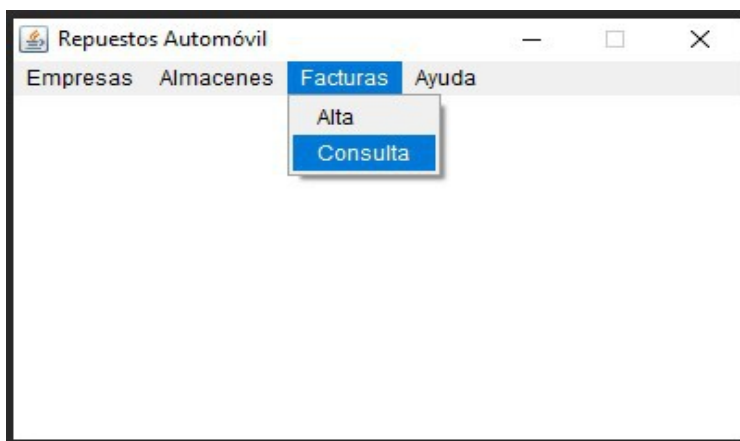 Repuestos Automóvil
Empresas Almacenes Facturas Ayuda
Alta
Consulta